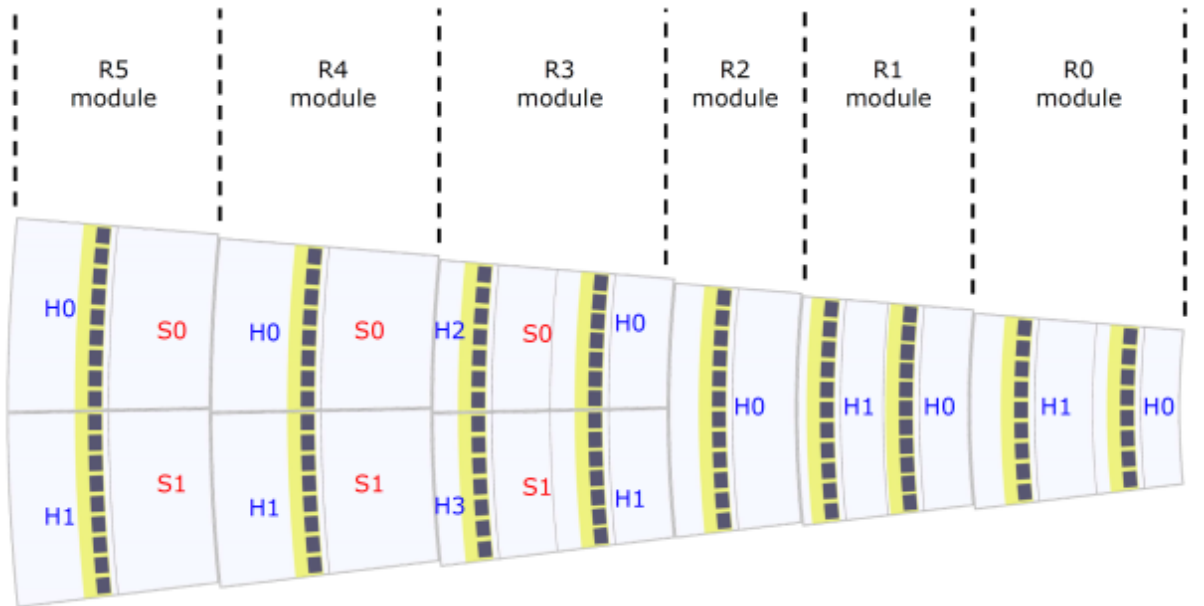 R5
module
R4
module
R3
module
R2
module
R1
module
R0
module
H0
S0
H0
S0
H2
S0
H0
H0
H1
H0
H1
H0
H1
S1
H1
S1
H3
S1
H1